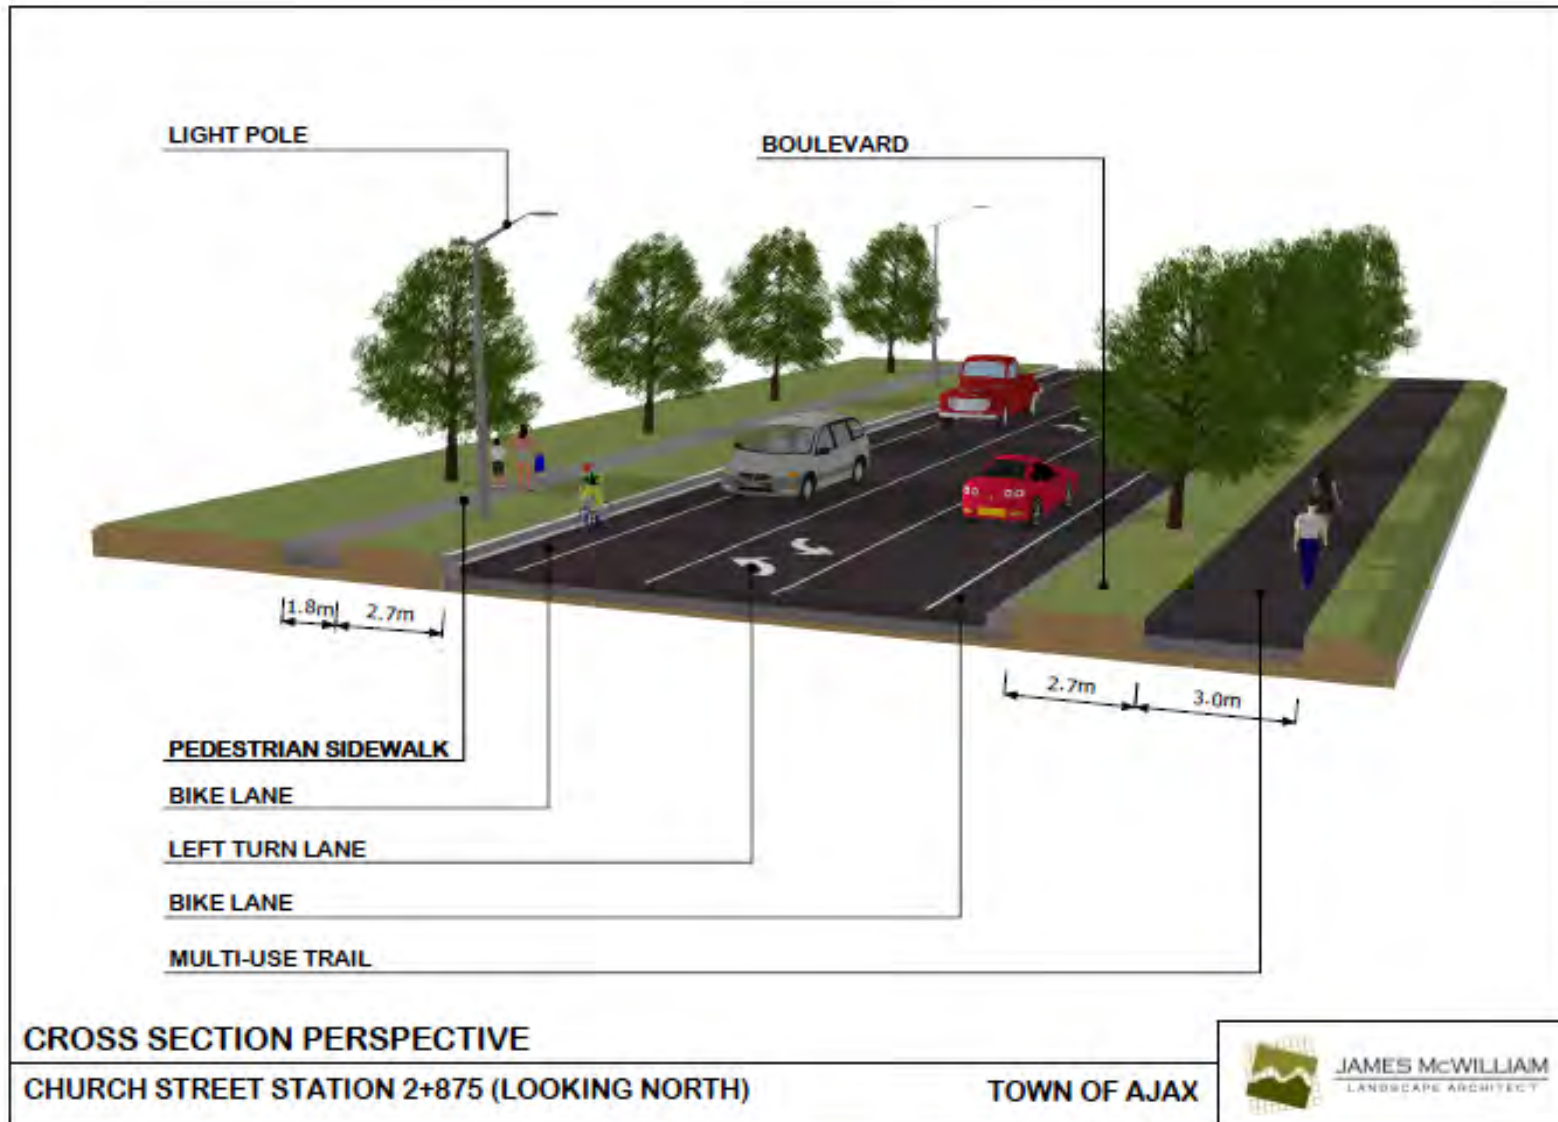 LIGHT POLE
BOULEVARD
1.8m
2.7m
2.7m
3.0m
PEDESTRIAN SIDEWALK
BIKE LANE
LEFT TURN LANE
BIKE LANE
MULTI-USE TRAIL
CROSS SECTION PERSPECTIVE
CHURCH STREET STATION 2+875 (LOOKING NORTH)
TOWN OF AJAX
JAMES McWILLIAM
LANDSCAPE ARCHITECT